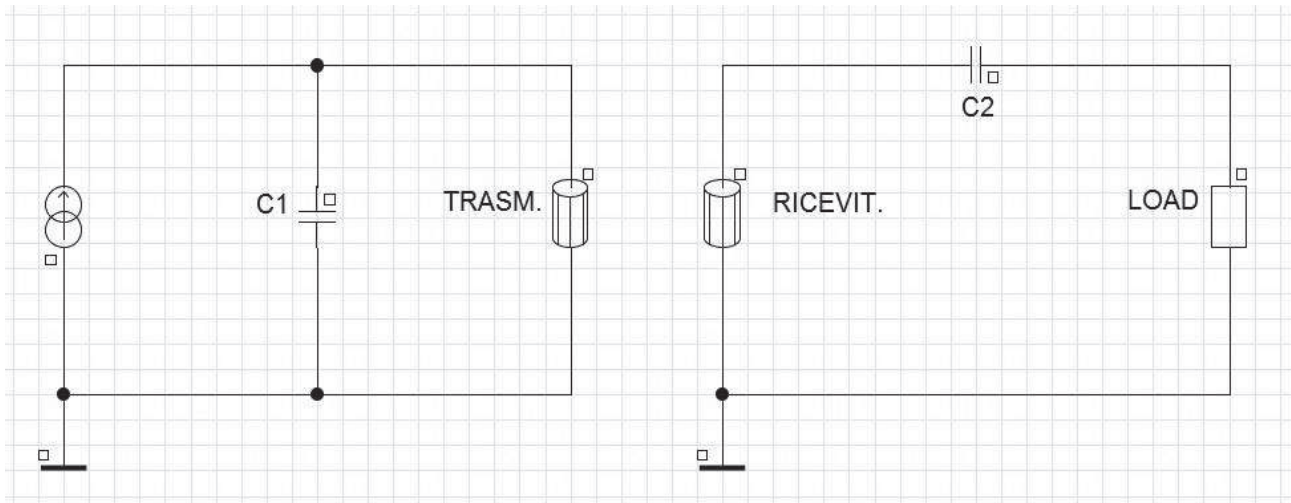 C2
C1
TRASM.
RICEVIT.
LOAD